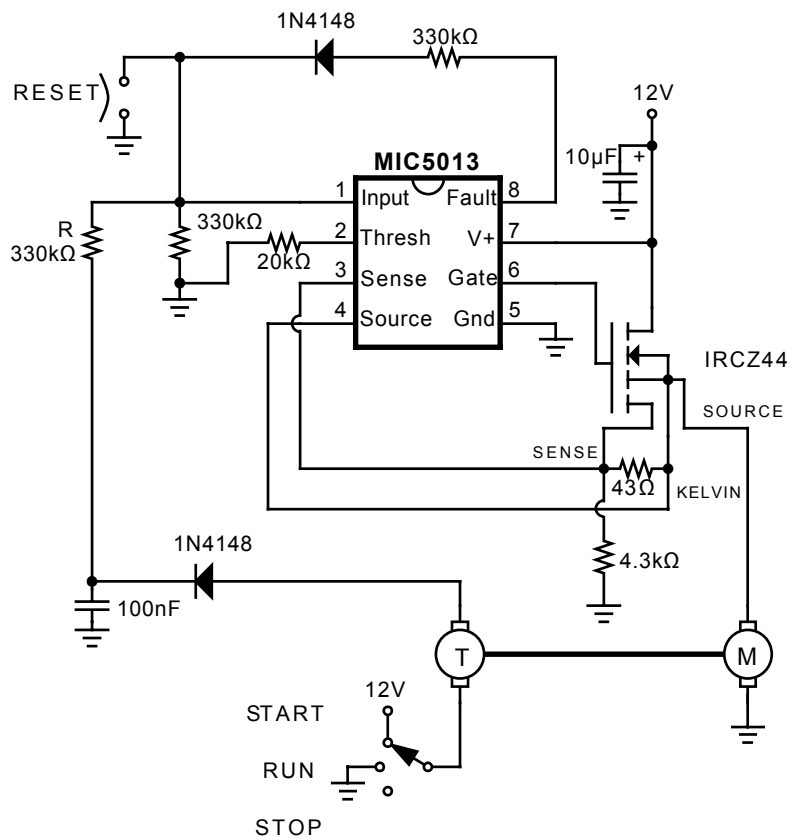 1N4148
330kΩ
RESET
12V
10µF
+
MIC5013
1
Input
Fault
8
R
330kΩ
330kΩ
2
Thresh
V+
7
20kΩ
3
Sense
Gate
6
4
Source
Gnd
5
IRCZ44
SOURCE
SENSE
43Ω
KELVIN
1N4148
4.3kΩ
100nF
T
M
12V
START
RUN
STOP